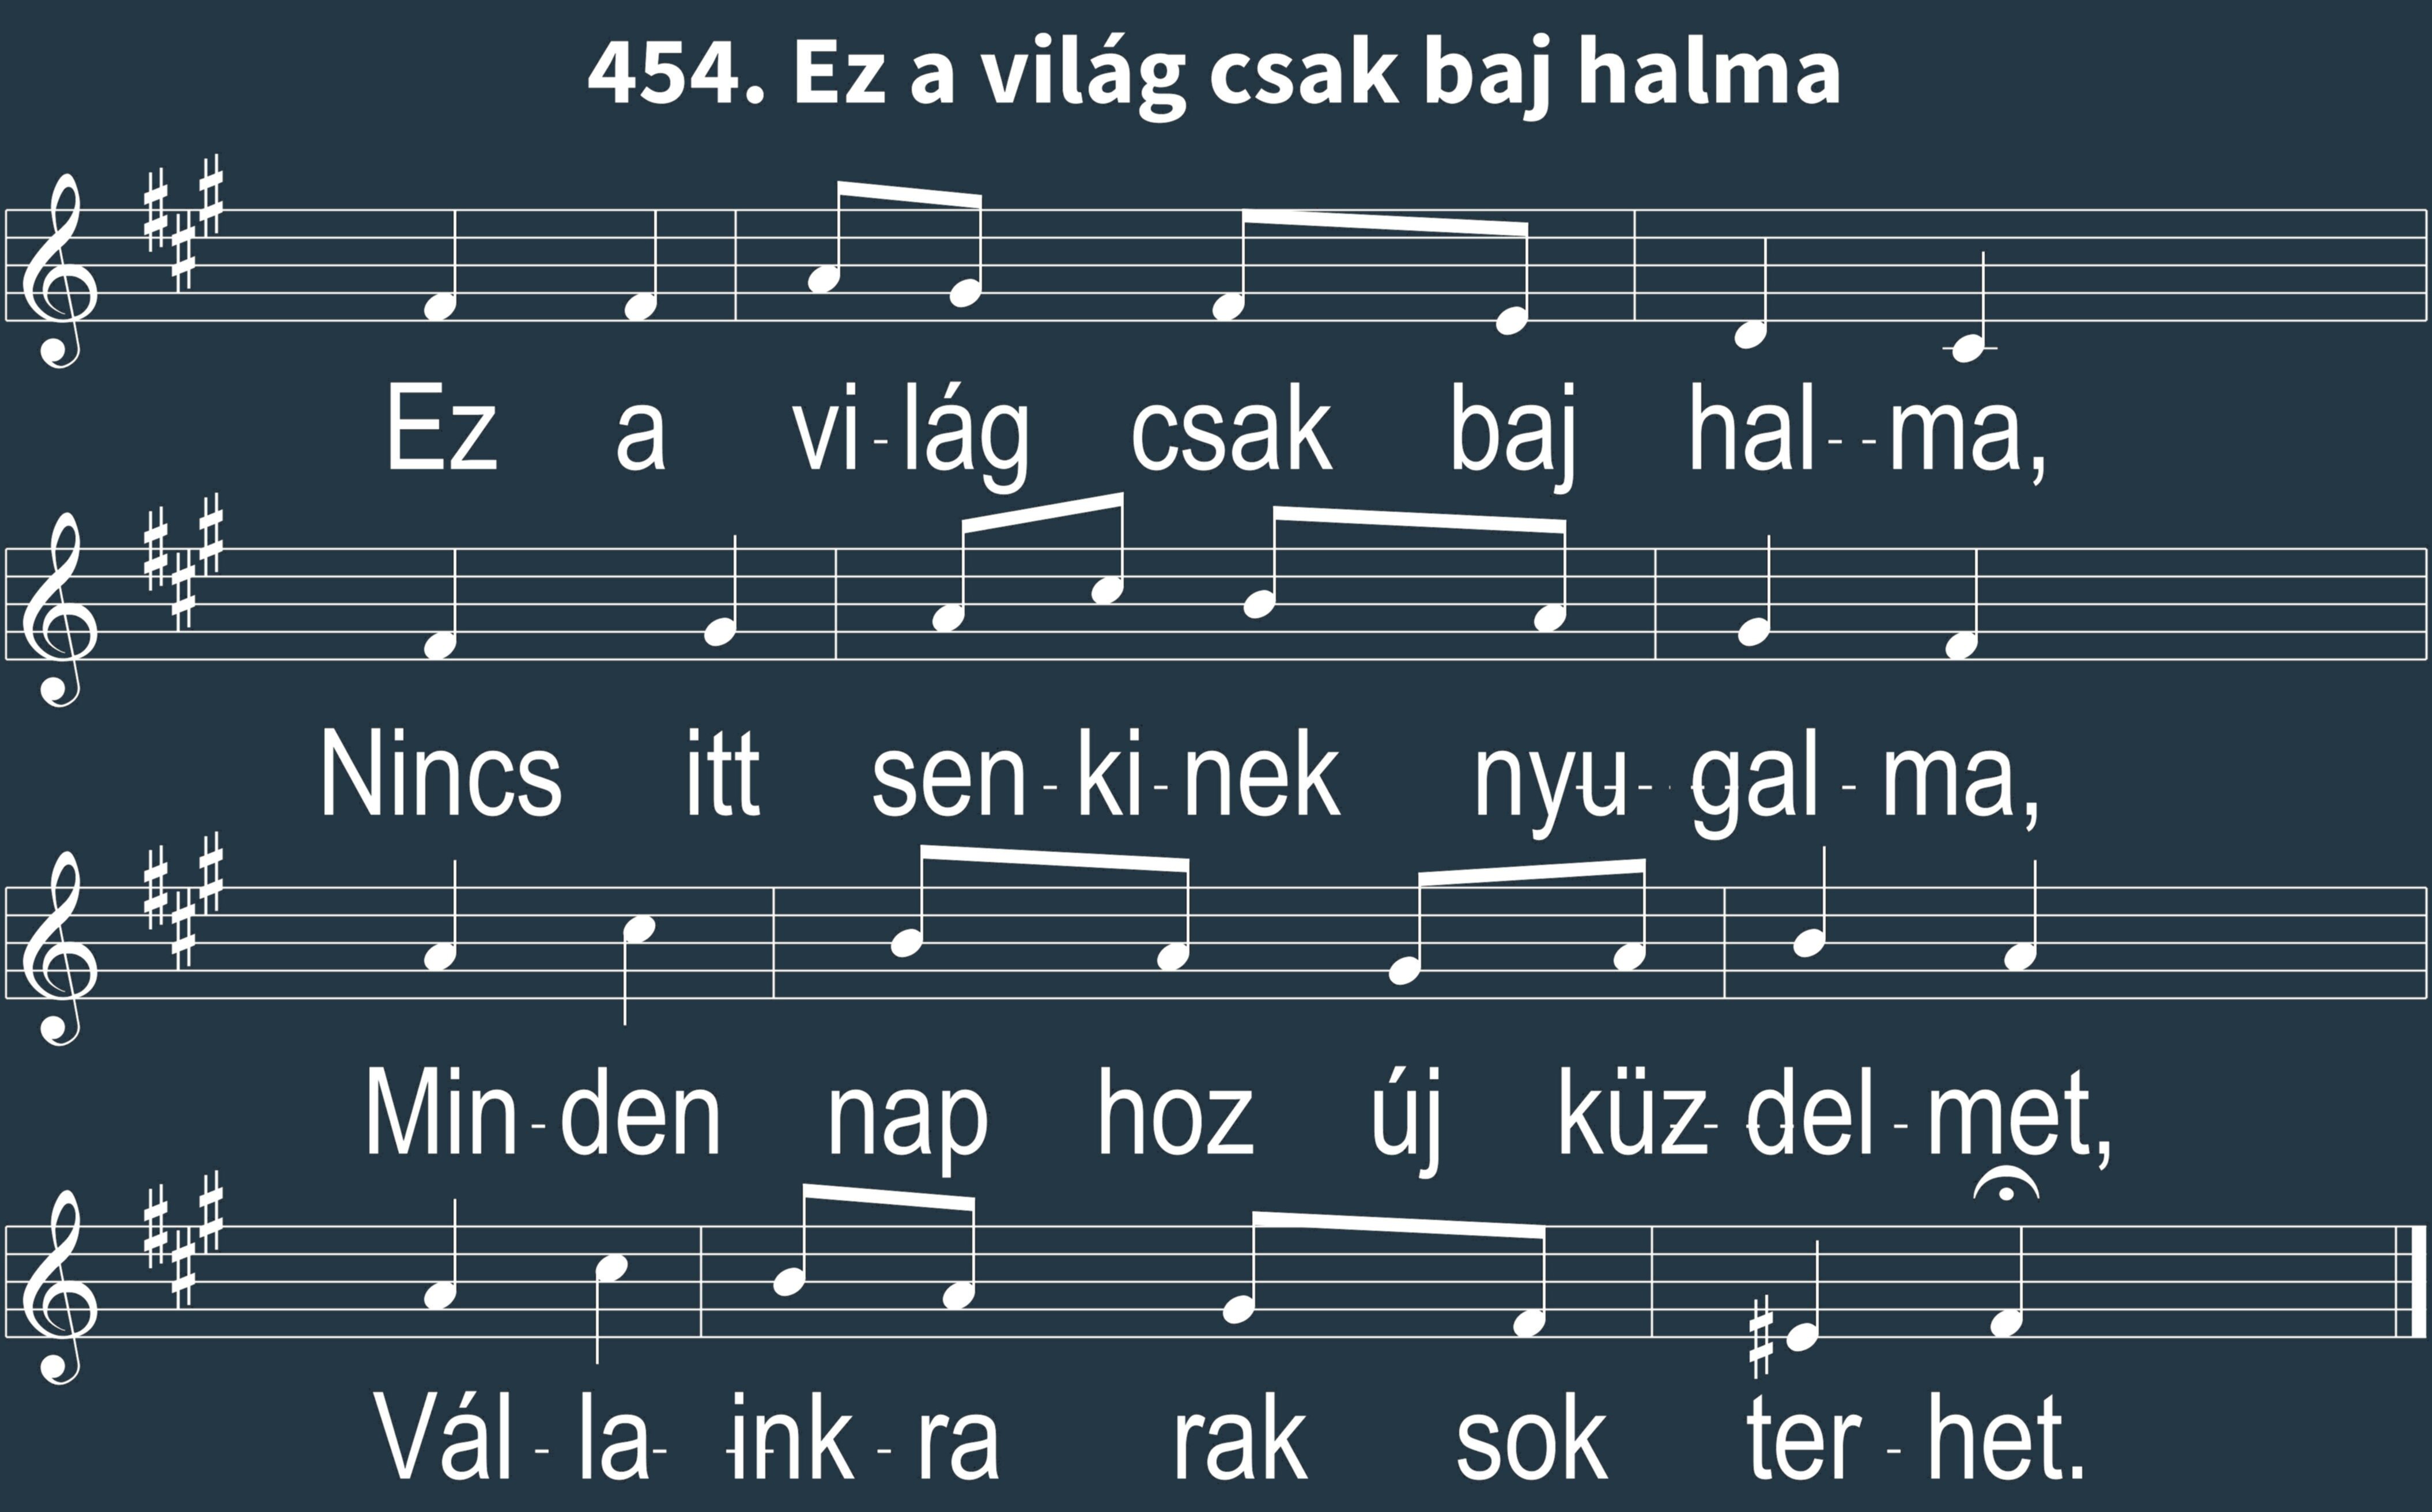 454. Ez a világ csak baj halma
Ez a vi-lág csak baj hal--ma,
Nincs itt sen-ki-nek nyu-gal-ma,
Min-den nap hoz új küz-del-met,
Vál-la-ink-ra rak sok ter-het.